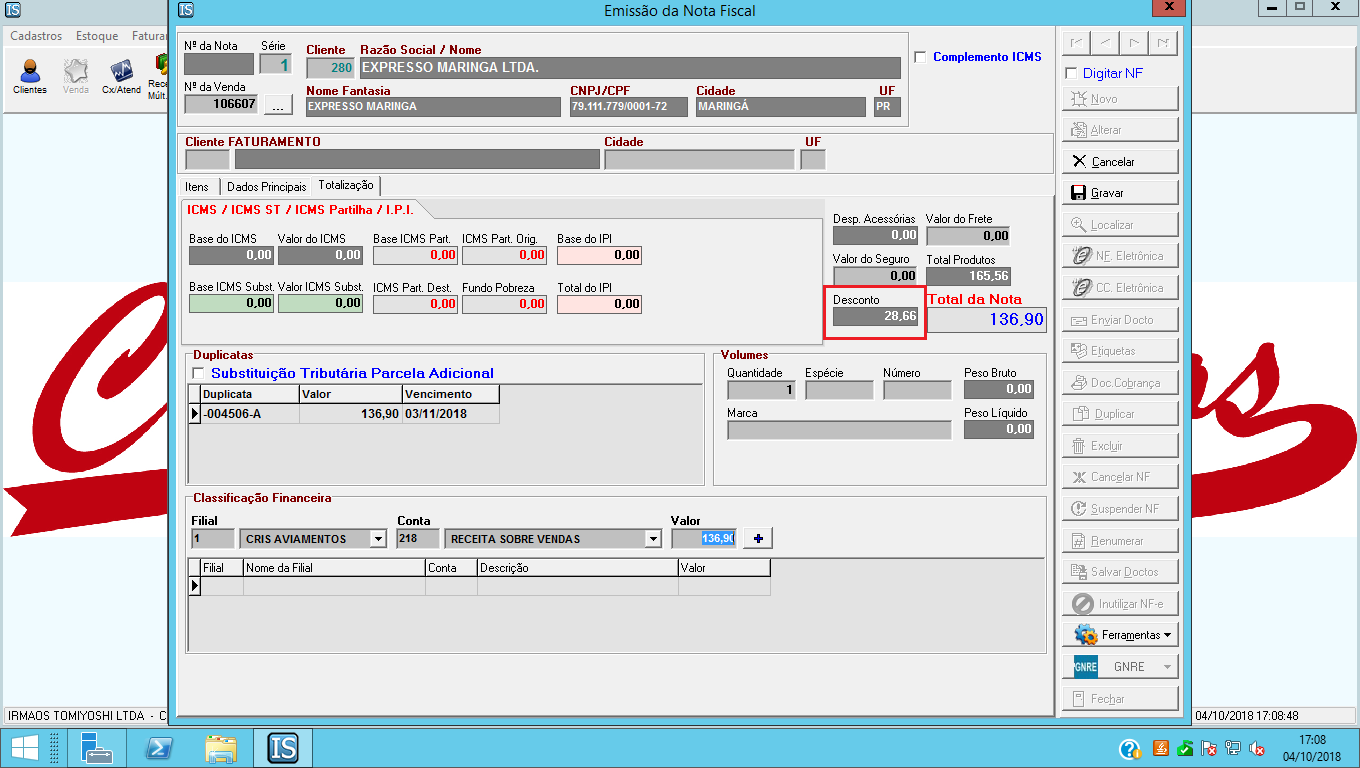 IS
IS Emissão da Nota Fiscal
Cadastros Estoque Faturar
Clientes Venda Cx/Atend Rece Múlt.
Nº da Nota Série Cliente Razão Social / Nome
1 280 EXPRESSO MARINGA LTDA.
Complemento ICMS
Nº da Venda Nome Fantasia CNPJ/CPF Cidade UF
106607 ... EXPRESSO MARINGA 79.111.779/0001-72 MARINGÁ PR
Cliente FATURAMENTO Cidade UF
Itens Dados Principais Totalização
ICMS / ICMS ST / ICMS Partilha / I.P.I.
Base do ICMS Valor do ICMS Base ICMS Part. ICMS Part. Orig. Base do IPI
0,00 0,00 0,00 0,00 0,00
Base ICMS Subst. Valor ICMS Subst. ICMS Part. Dest. Fundo Pobreza Total do IPI
0,00 0,00 0,00 0,00 0,00
Desp. Acessórias Valor do Frete
0,00 0,00
Valor do Seguro Total Produtos
0,00 165,56
Desconto Total da Nota
28,66 136,90
Duplicatas
Substituição Tributária Parcela Adicional
Duplicata Valor Vencimento
-004506-A 136,90 03/11/2018
Volumes
Quantidade Espécie Número Peso Bruto
1 0,00
Marca Peso Líquido
0,00
Classificação Financeira
Filial Conta Valor
1 CRIS AVIAMENTOS 218 RECEITA SOBRE VENDAS 136,90 +
Filial Nome da Filial Conta Descrição Valor
Digitar NF
Novo
Alterar
Cancelar
Gravar
Localizar
NF. Eletrônica
CC. Eletrônica
Enviar Docto
Etiquetas
Doc.Cobrança
Duplicar
Excluir
Cancelar NF
Suspender NF
Renumerar
Salvar Doctos
Inutilizar NF-e
Ferramentas
GNRE GNRE
Fechar
IRMAOS TOMIYOSHI LTDA - C 04/10/2018 17:08:48
IS
17:08
04/10/2018